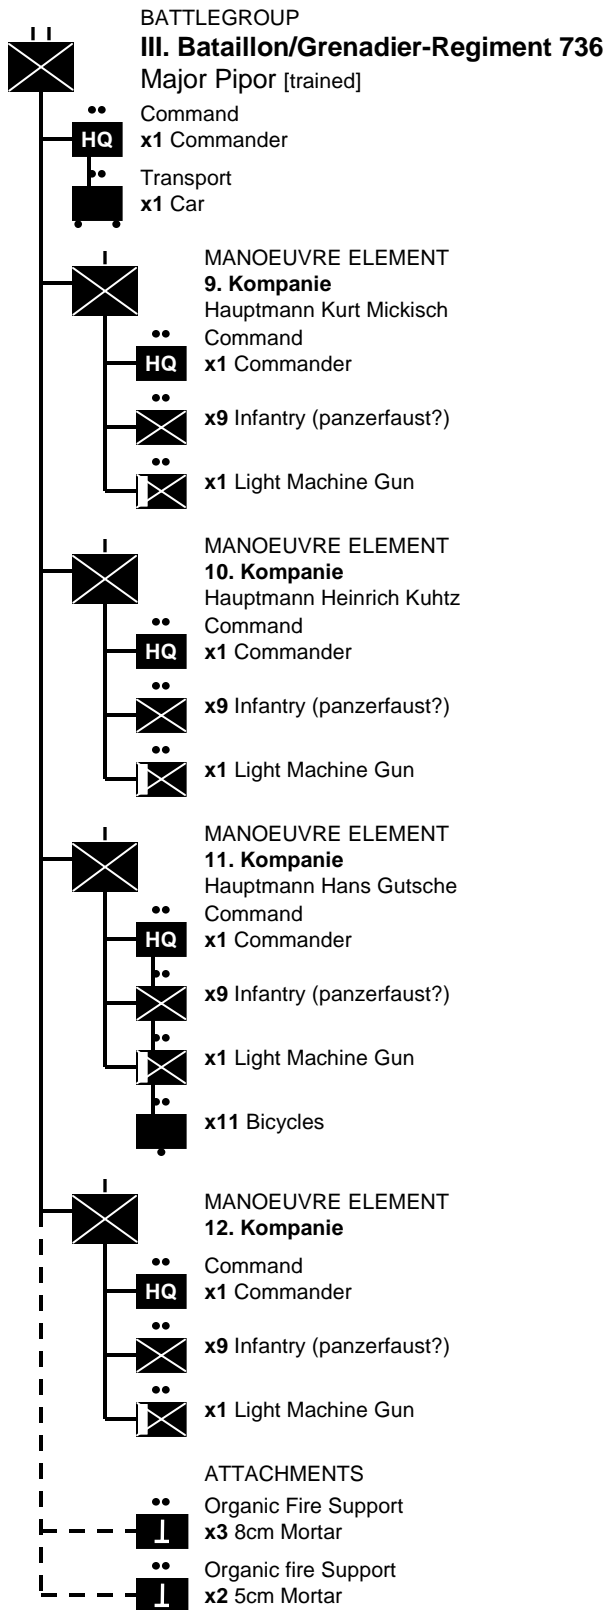 BATTLEGROUP
III. Bataillon/Grenadier-Regiment 736
Major Pipor [trained]
Command
HQ x1 Commander
Transport
x1 Car
MANOEUVRE ELEMENT
9. Kompanie
Hauptmann Kurt Mickisch
Command
HQ x1 Commander
x9 Infantry (panzerfaust?)
x1 Light Machine Gun
MANOEUVRE ELEMENT
10. Kompanie
Hauptmann Heinrich Kuhtz
Command
HQ x1 Commander
x9 Infantry (panzerfaust?)
x1 Light Machine Gun
MANOEUVRE ELEMENT
11. Kompanie
Hauptmann Hans Gutsche
Command
HQ x1 Commander
x9 Infantry (panzerfaust?)
x1 Light Machine Gun
x11 Bicycles
MANOEUVRE ELEMENT
12. Kompanie
Command
HQ x1 Commander
x9 Infantry (panzerfaust?)
x1 Light Machine Gun
ATTACHMENTS
Organic Fire Support
x3 8cm Mortar
Organic fire Support
x2 5cm Mortar